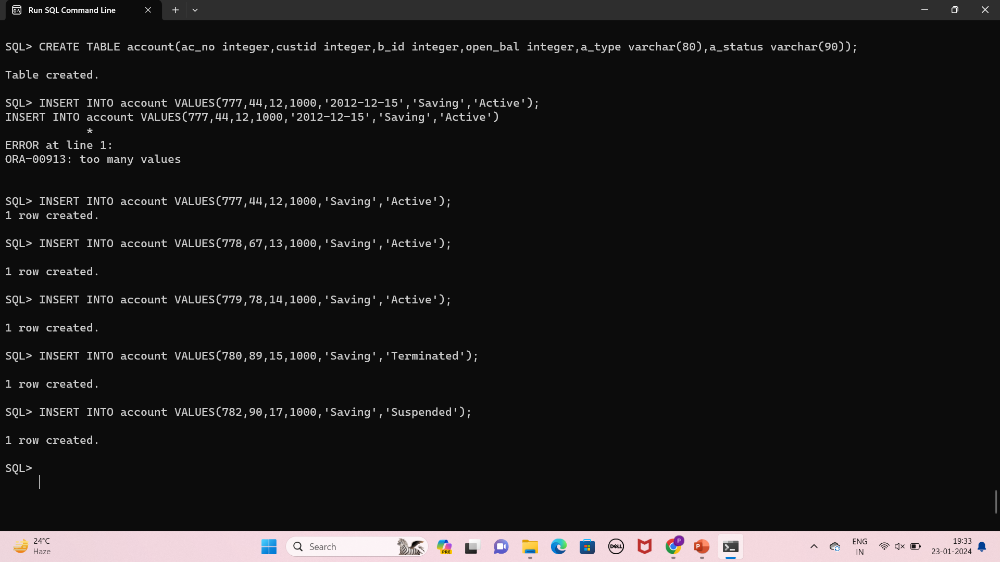 Run SQL Command Line
SQL> CREATE TABLE account(ac_no integer,custid integer,b_id integer,open_bal integer,a_type varchar(80),a_status varchar(90));
Table created.
SQL> INSERT INTO account VALUES(777,44,12,1000,'2012-12-15','Saving','Active');
INSERT INTO account VALUES(777,44,12,1000,'2012-12-15','Saving','Active')
*
ERROR at line 1:
ORA-00913: too many values
SQL> INSERT INTO account VALUES(777,44,12,1000,'Saving','Active');
1 row created.
SQL> INSERT INTO account VALUES(778,67,13,1000,'Saving','Active');
1 row created.
SQL> INSERT INTO account VALUES(779,78,14,1000,'Saving','Active');
1 row created.
SQL> INSERT INTO account VALUES(780,89,15,1000,'Saving','Terminated');
1 row created.
SQL> INSERT INTO account VALUES(782,90,17,1000,'Saving','Suspended');
1 row created.
SQL>
24°C
Haze
Search
PRE
DELL
P
P
ENG
IN
19:33
23-01-2024